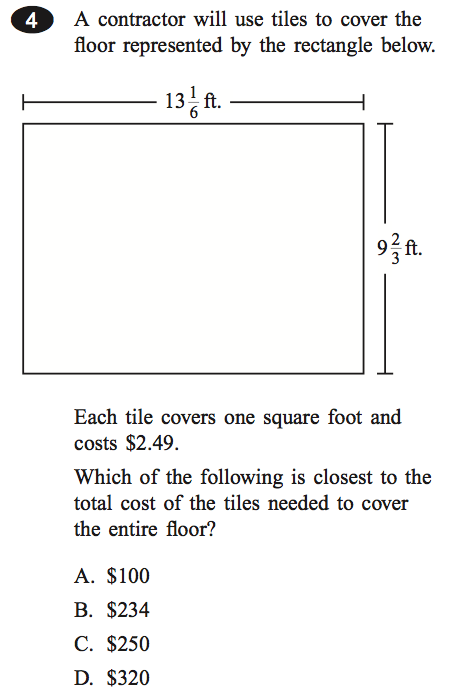 4 A contractor will use tiles to cover the
floor represented by the rectangle below.
13 1/6 ft.
9 2/3 ft.
Each tile covers one square foot and
costs $2.49.
Which of the following is closest to the
total cost of the tiles needed to cover
the entire floor?
A. $100
B. $234
C. $250
D. $320